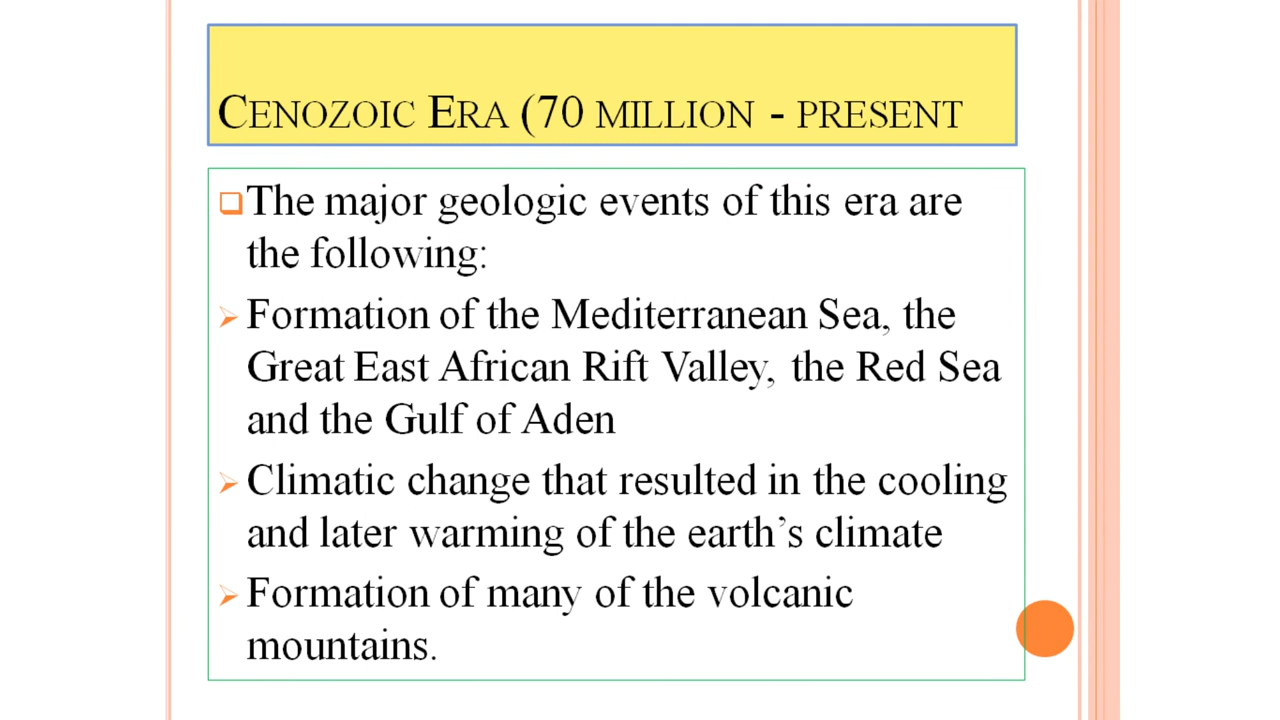 CENOZOIC ERA (70 MILLION - PRESENT
The major geologic events of this era are
the following:
Formation of the Mediterranean Sea, the
Great East African Rift Valley, the Red Sea
and the Gulf of Aden
Climatic change that resulted in the cooling
and later warming of the earth’s climate
Formation of many of the volcanic
mountains.